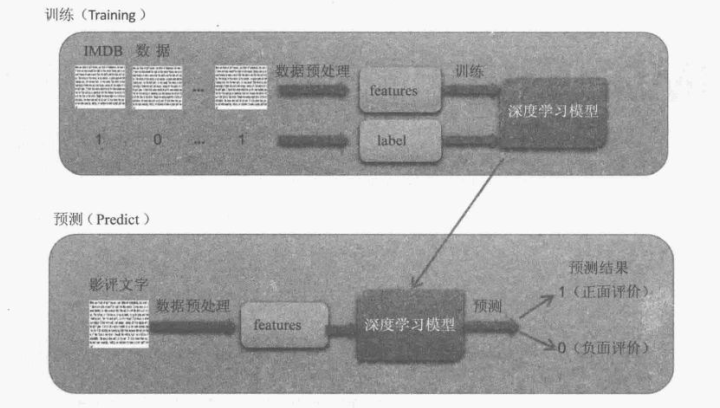 训练（Training）
IMDB 数据
... 数据预处理 features 训练 深度学习模型
1 0 ... 1 label
预测（Predict）
影评文字 数据预处理 features 深度学习模型 预测
预测结果
1（正面评价）
0（负面评价）